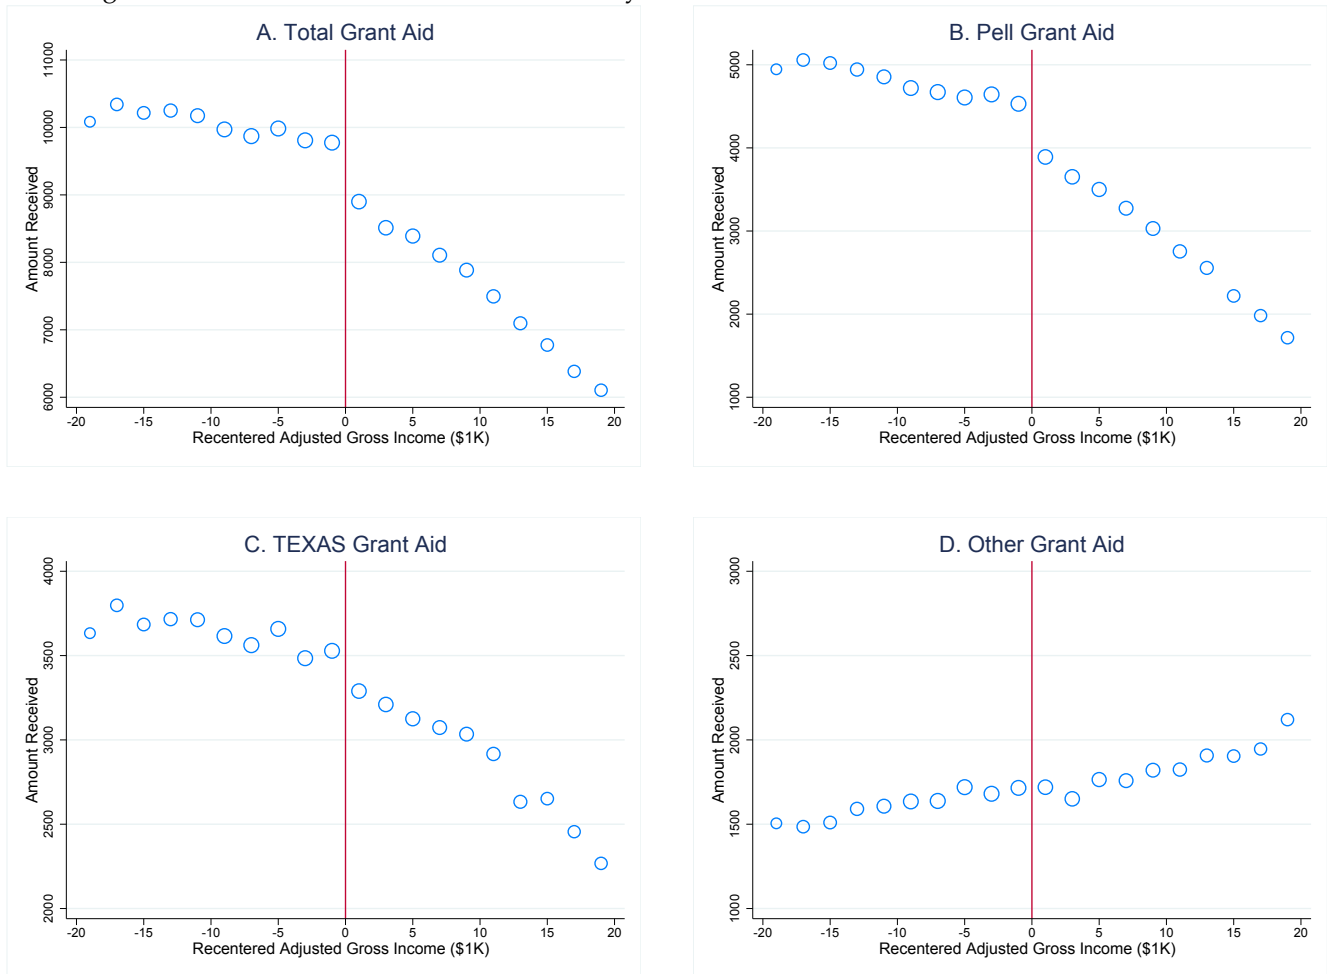 A. Total Grant Aid
Amount Received
11000
10000
9000
8000
7000
6000
-20 -15 -10 -5 0 5 10 15 20
Recentered Adjusted Gross Income ($1K)
B. Pell Grant Aid
Amount Received
5000
4000
3000
2000
1000
-20 -15 -10 -5 0 5 10 15 20
Recentered Adjusted Gross Income ($1K)
C. TEXAS Grant Aid
Amount Received
4000
3500
3000
2500
2000
-20 -15 -10 -5 0 5 10 15 20
Recentered Adjusted Gross Income ($1K)
D. Other Grant Aid
Amount Received
3000
2500
2000
1500
1000
-20 -15 -10 -5 0 5 10 15 20
Recentered Adjusted Gross Income ($1K)